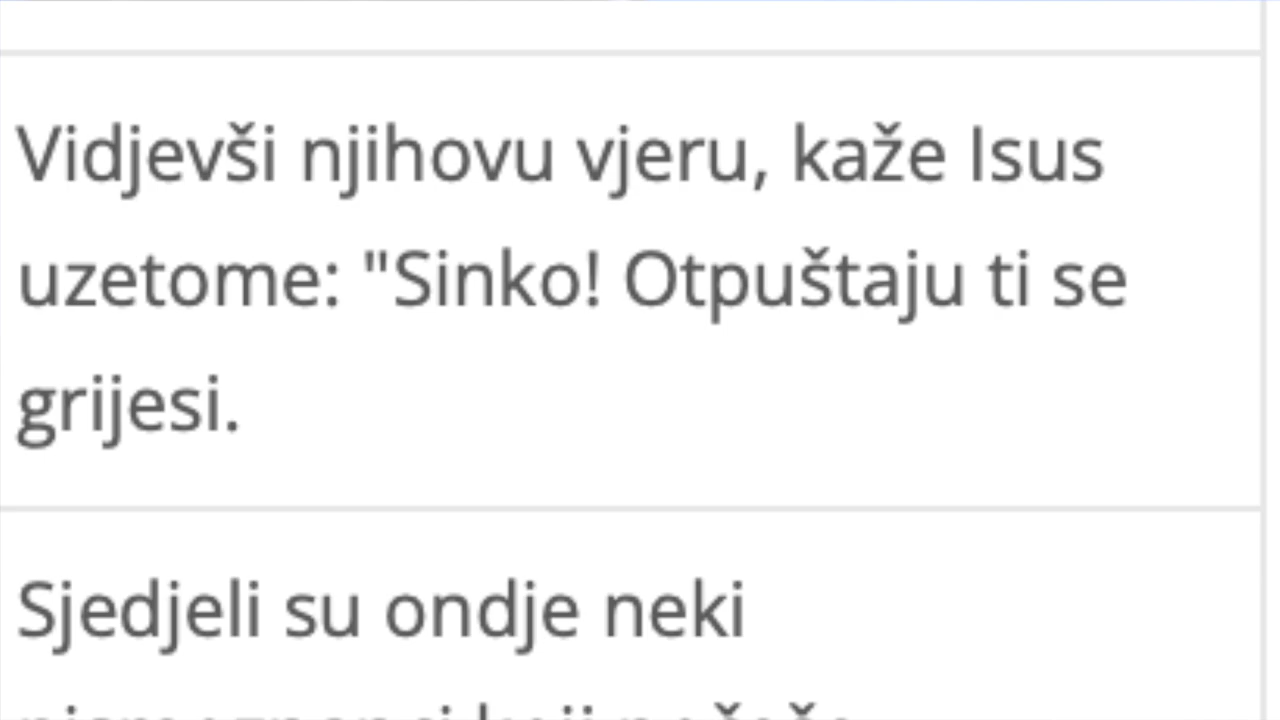 Vidjevši njihovu vjeru, kaže Isus
uzetome: "Sinko! Otpuštaju ti se
grijesi.
Sjedjeli su ondje neki